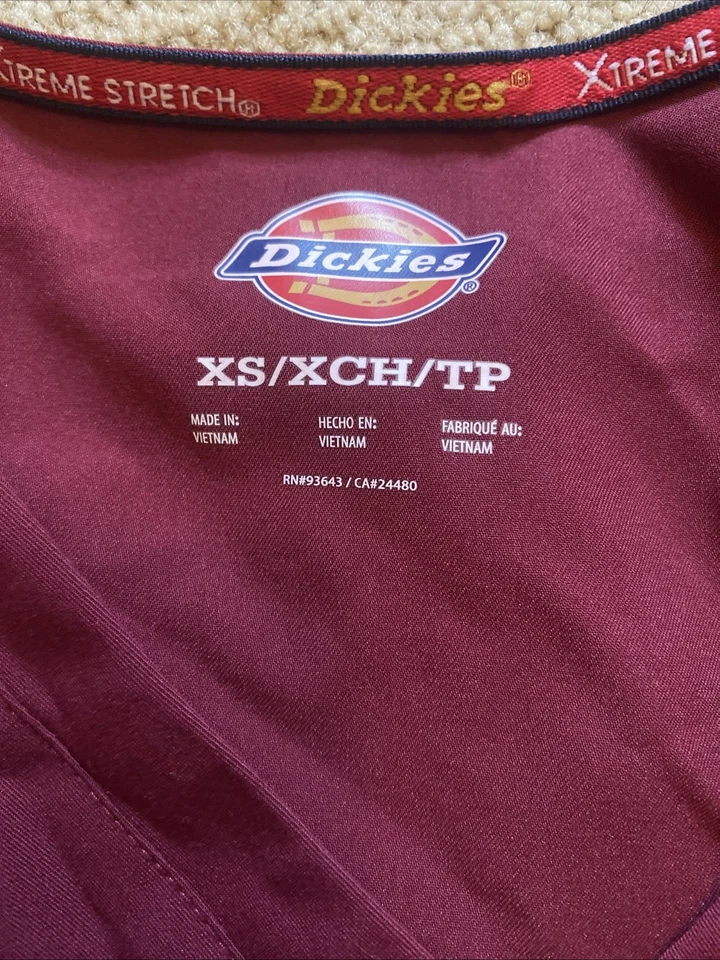 XTREME STRETCH® Dickies® XTREME
Dickies®
XS/XCH/TP
MADE IN: HECHO EN: FABRIQUÉ AU:
VIETNAM VIETNAM VIETNAM
RN#93643 / CA#24480